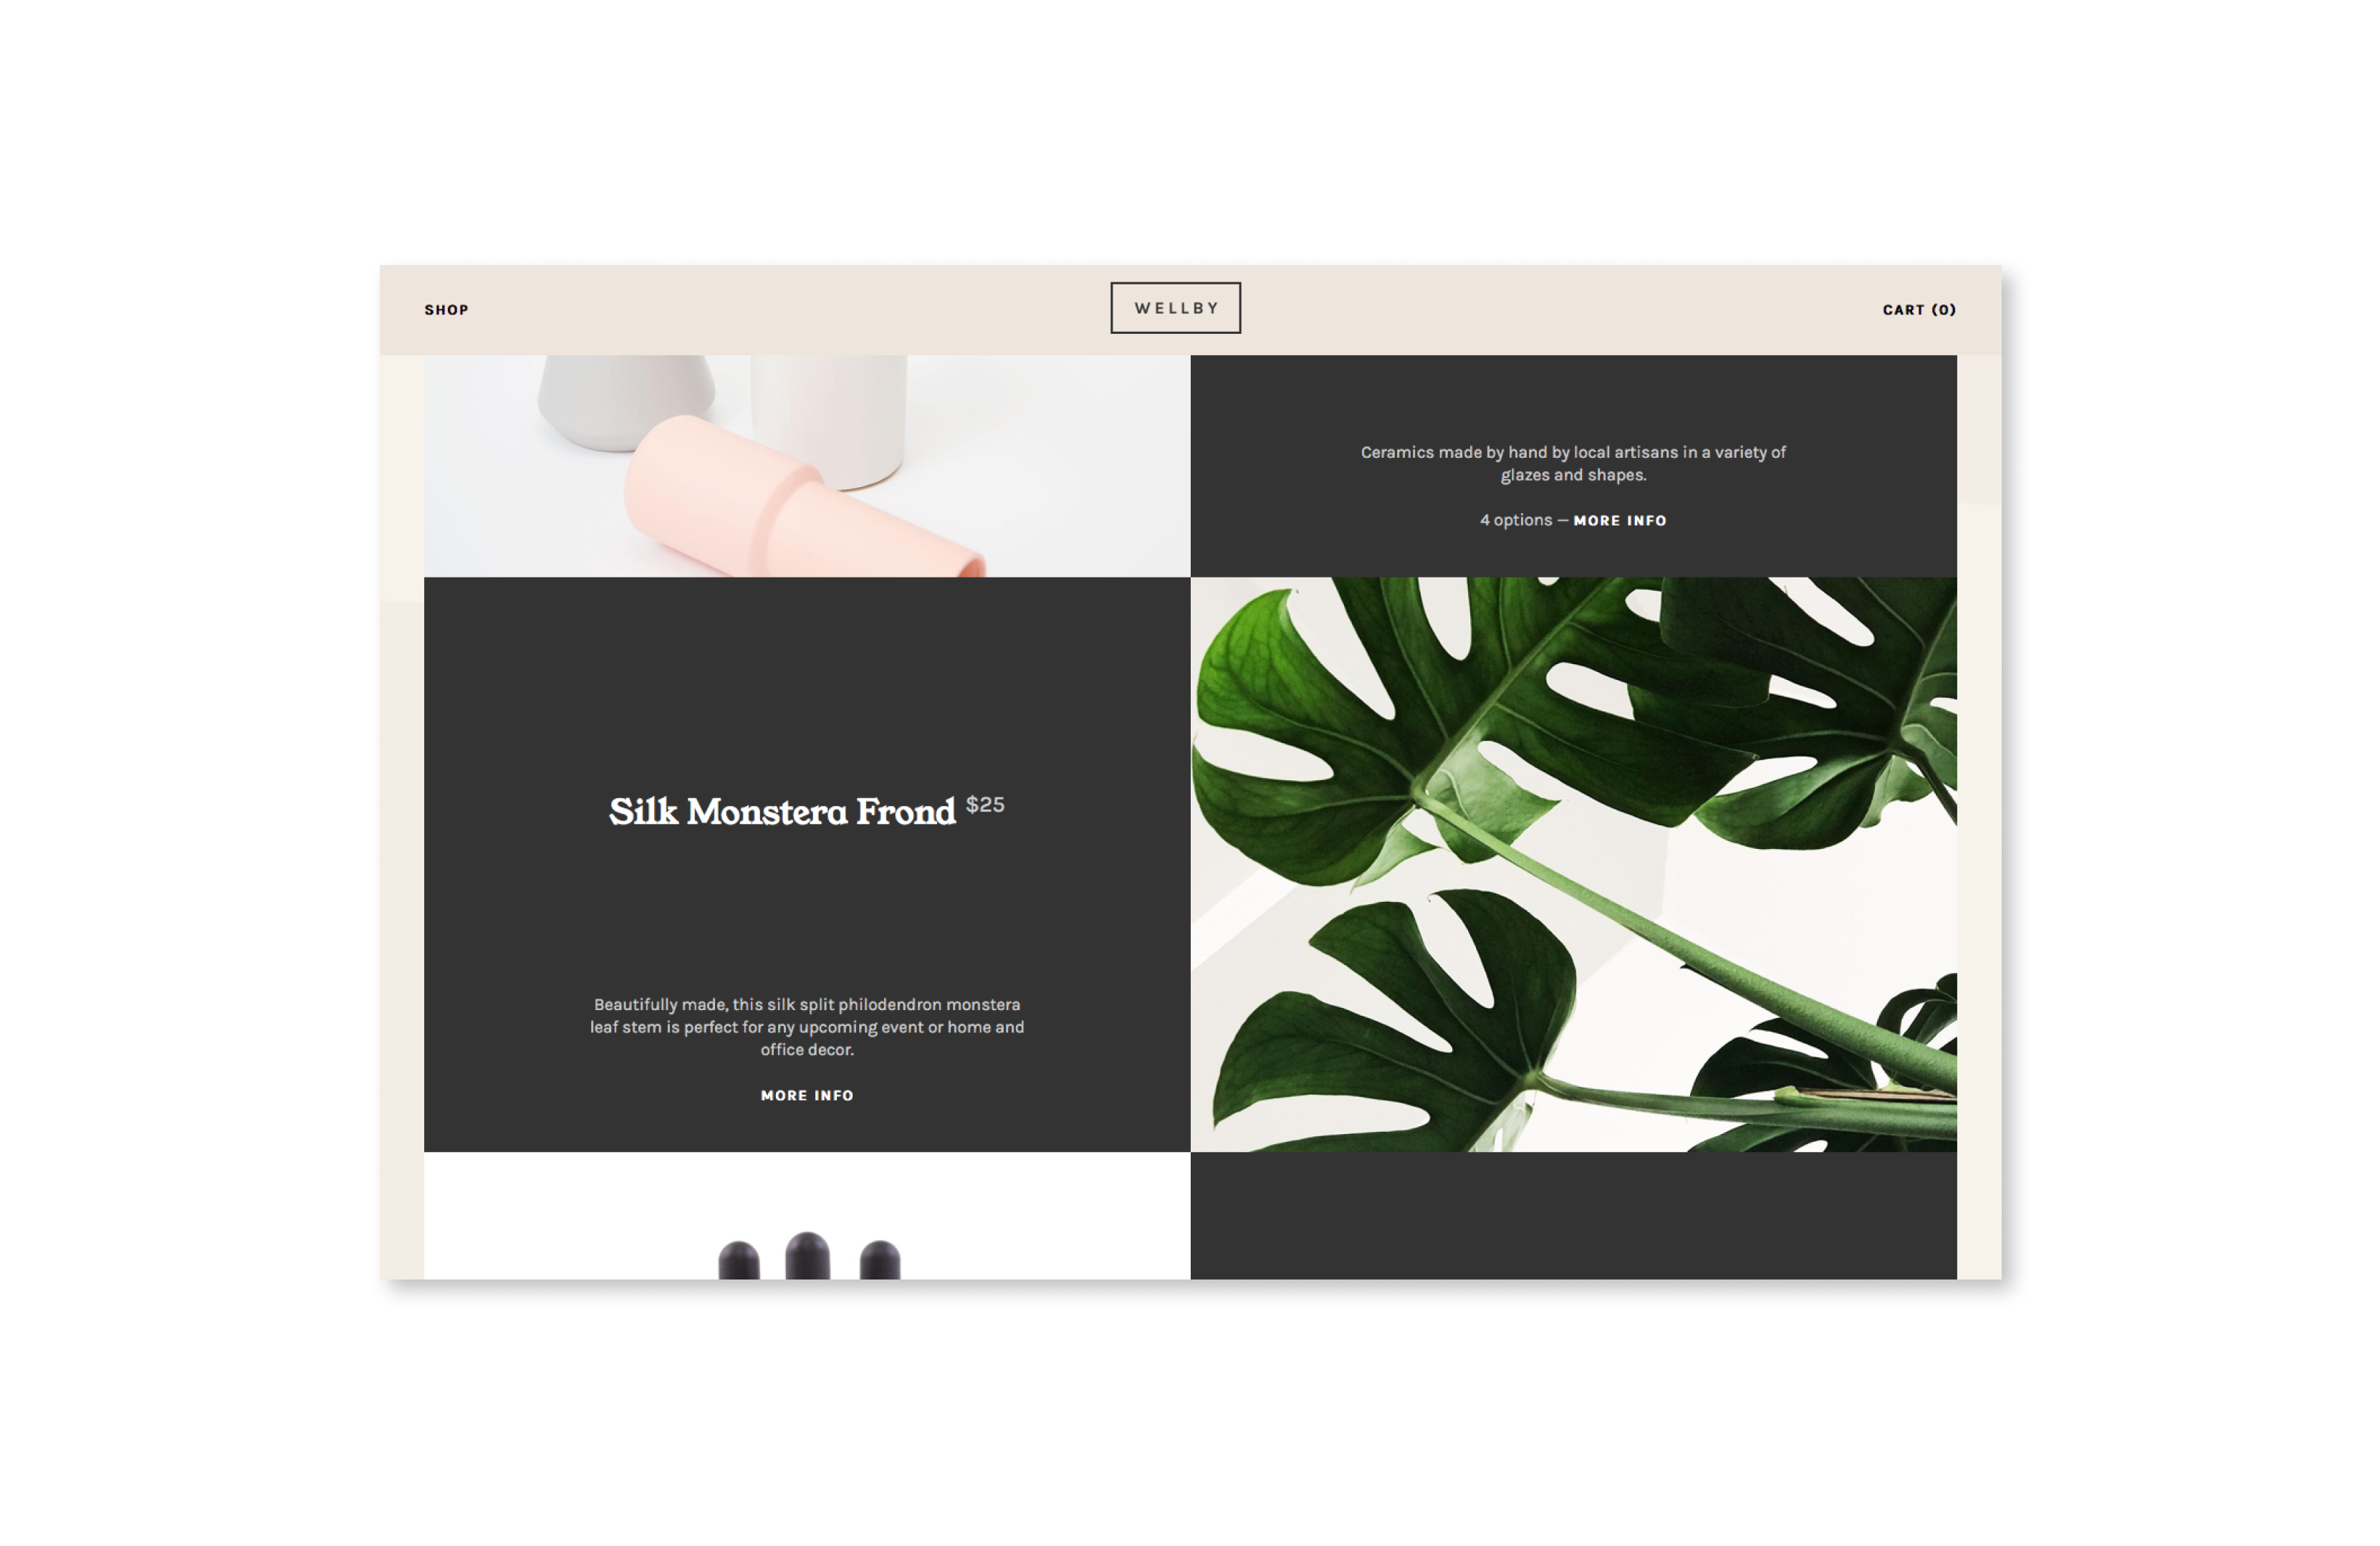 SHOP
WELLBY
CART (0)
Ceramics made by hand by local artisans in a variety of
glazes and shapes.
4 options — MORE INFO
Silk Monstera Frond $25
Beautifully made, this silk split philodendron monstera
leaf stem is perfect for any upcoming event or home and
office decor.
MORE INFO